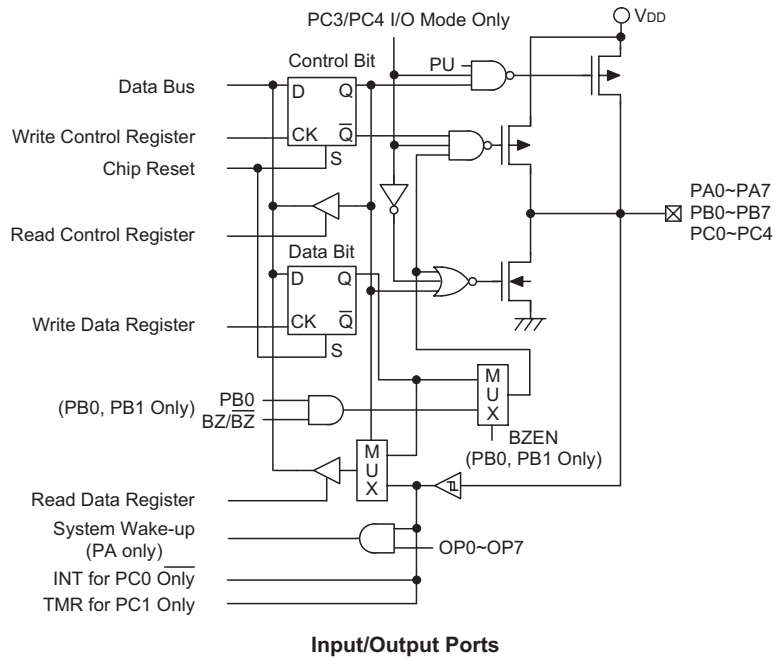 PC3/PC4 I/O Mode Only
VDD
Control Bit
PU
Data Bus
D Q
Write Control Register
CK Q̅
Chip Reset
S
PA0~PA7
PB0~PB7
PC0~PC4
Read Control Register
Data Bit
D Q
Write Data Register
CK Q̅
S
(PB0, PB1 Only)
PB0
BZ/B̅Z̅
M
U
X
BZEN
(PB0, PB1 Only)
M
U
X
Read Data Register
System Wake-up
(PA only)
OP0~OP7
INT for PC0 O̅n̅l̅y̅
TMR for PC1 Only
Input/Output Ports